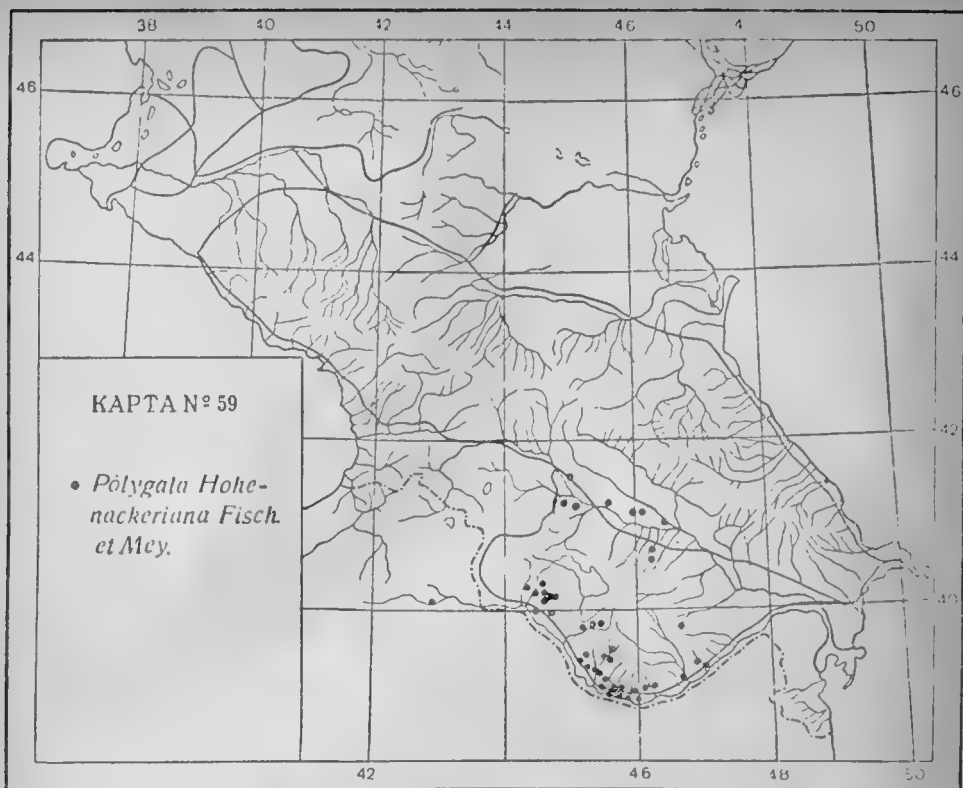 38 40 42 44 46 4 50
46 46
44 44
КАРТА № 59
42
• Polygala Hohe-
nackeriana Fisch.
et Mey.
40
42 46 48 50